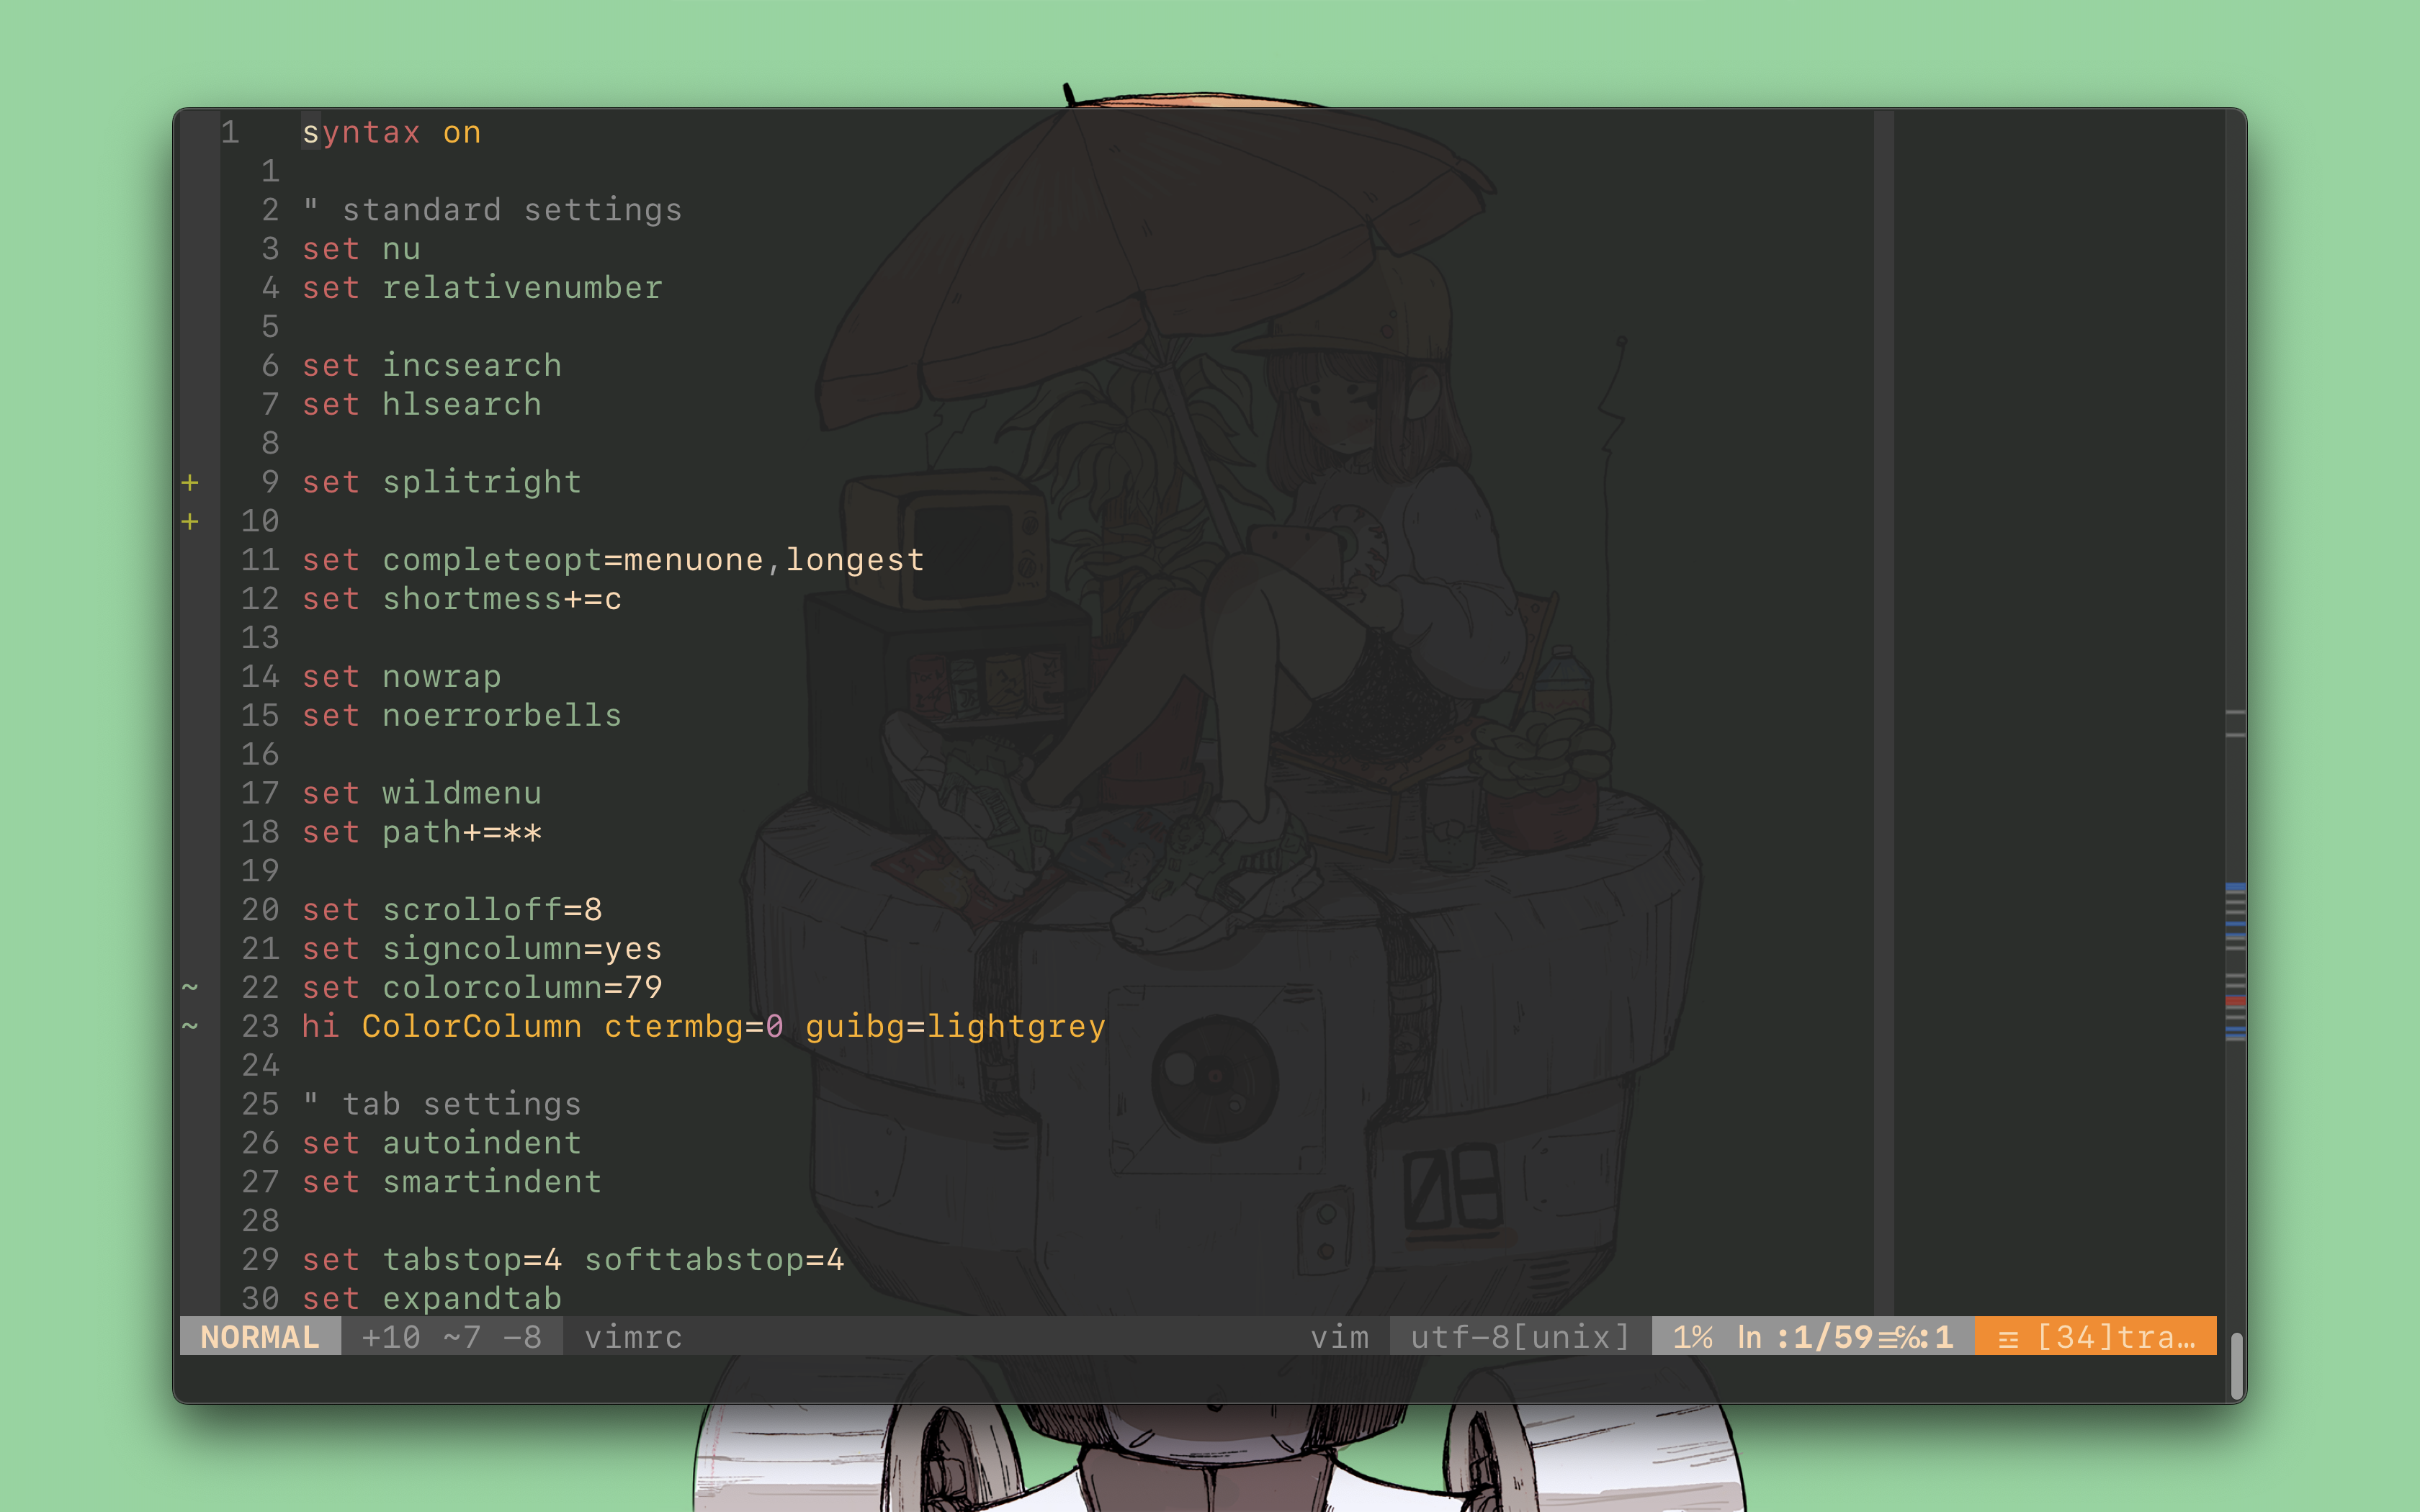 1 syntax on
1
2 " standard settings
3 set nu
4 set relativenumber
5
6 set incsearch
7 set hlsearch
8
+ 9 set splitright
+ 10
11 set completeopt=menuone,longest
12 set shortmess+=c
13
14 set nowrap
15 set noerrorbells
16
17 set wildmenu
18 set path+=**
19
20 set scrolloff=8
21 set signcolumn=yes
~ 22 set colorcolumn=79
~ 23 hi ColorColumn ctermbg=0 guibg=lightgrey
24
25 " tab settings
26 set autoindent
27 set smartindent
28
29 set tabstop=4 softtabstop=4
30 set expandtab
NORMAL +10 ~7 -8 vimrc vim utf-8[unix] 1% ln :1/59≡℅:1 ☲ [34]tra…